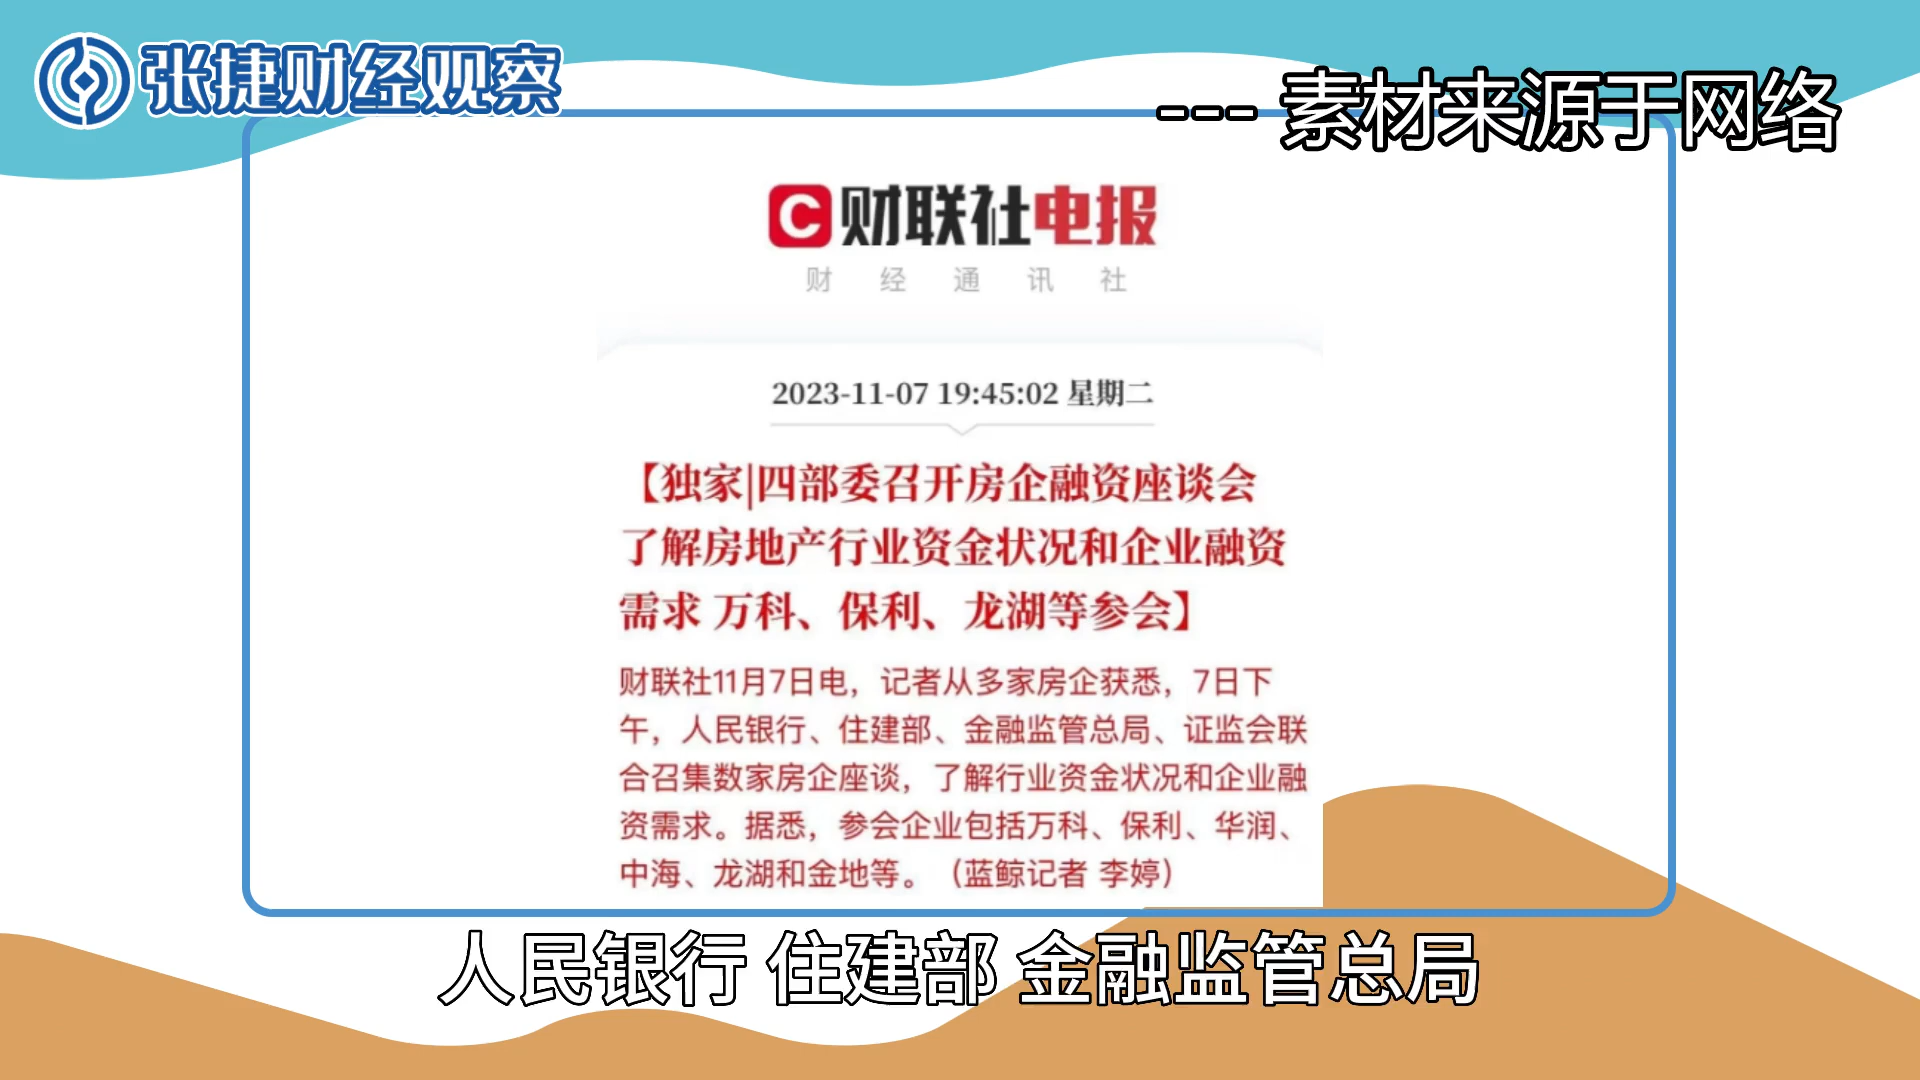 张捷财经观察
--- 素材来源于网络
C 财联社电报
财经通讯社
2023-11-07 19:45:02 星期二
【独家|四部委召开房企融资座谈会
了解房地产行业资金状况和企业融资
需求 万科、保利、龙湖等参会】
财联社11月7日电，记者从多家房企获悉，7日下
午，人民银行、住建部、金融监管总局、证监会联
合召集数家房企座谈，了解行业资金状况和企业融
资需求。据悉，参会企业包括万科、保利、华润、
中海、龙湖和金地等。（蓝鲸记者 李婷）
人民银行 住建部 金融监管总局